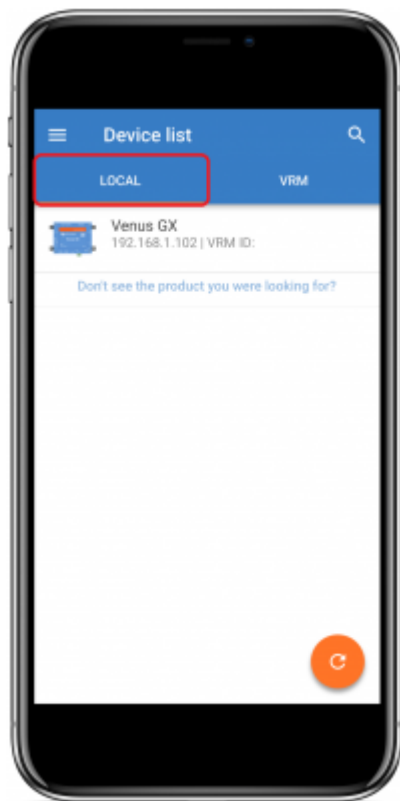 Device list
LOCAL
VRM
Venus GX
192.168.1.102 | VRM ID:
Don't see the product you were looking for?